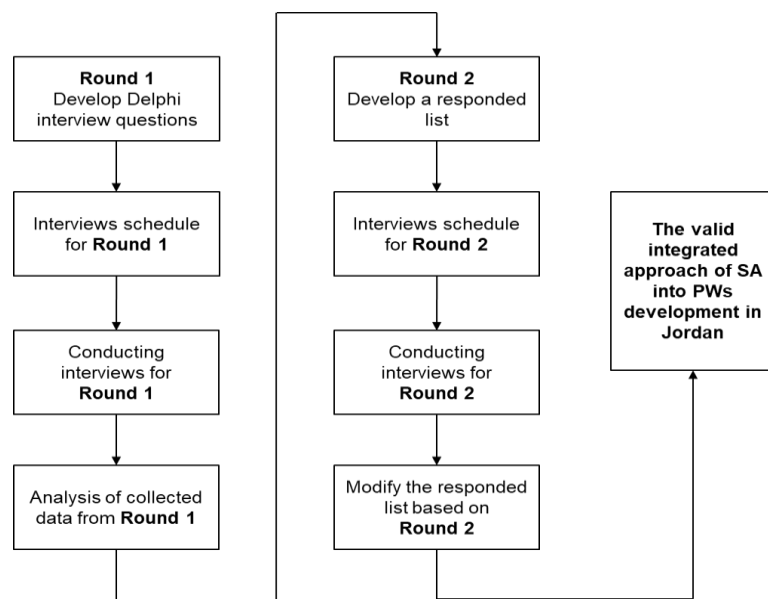 Round 1
Develop Delphi
interview questions
Interviews schedule
for Round 1
Conducting
interviews for
Round 1
Analysis of collected
data from Round 1
Round 2
Develop a responded
list
Interviews schedule
for Round 2
Conducting
interviews for
Round 2
Modify the responded
list based on
Round 2
The valid
integrated
approach of SA
into PWs
development in
Jordan